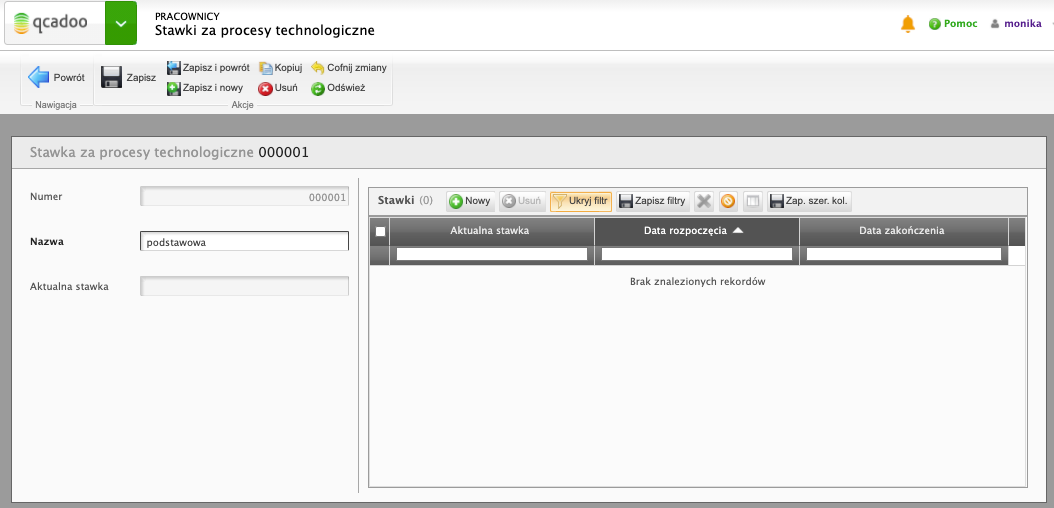 qcadoo
PRACOWNICY
Stawki za procesy technologiczne
Pomoc
monika
Powrót
Nawigacja
Zapisz
Zapisz i powrót
Kopiuj
Cofnij zmiany
Zapisz i nowy
Usuń
Odśwież
Akcje
Stawka za procesy technologiczne 000001
Numer
000001
Nazwa
podstawowa
Aktualna stawka
Stawki (0)
Nowy
Usuń
Ukryj filtr
Zapisz filtry
Zap. szer. kol.
Aktualna stawka
Data rozpoczęcia
Data zakończenia
Brak znalezionych rekordów